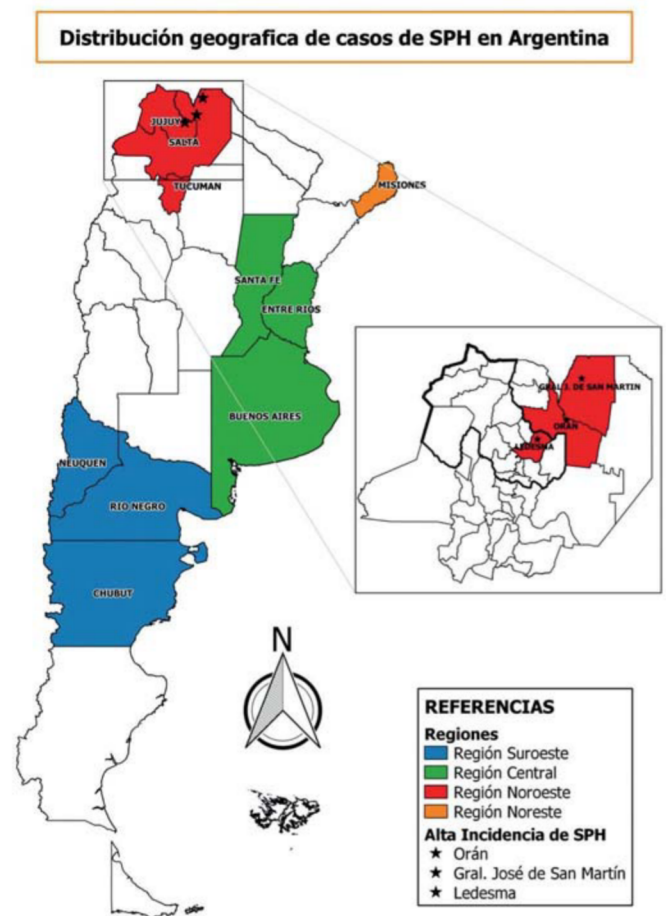 Distribución geografica de casos de SPH en Argentina
JUJUY
SALTA
TUCUMAN
MISIONES
SANTA FE
ENTRE RIOS
BUENOS AIRES
NEUQUEN
RIO NEGRO
CHUBUT
GRAL J. DE SAN MARTIN
ORAN
LEDESMA
N
REFERENCIAS
Regiones
Región Suroeste
Región Central
Región Noroeste
Región Noreste
Alta Incidencia de SPH
Orán
Gral. José de San Martín
Ledesma